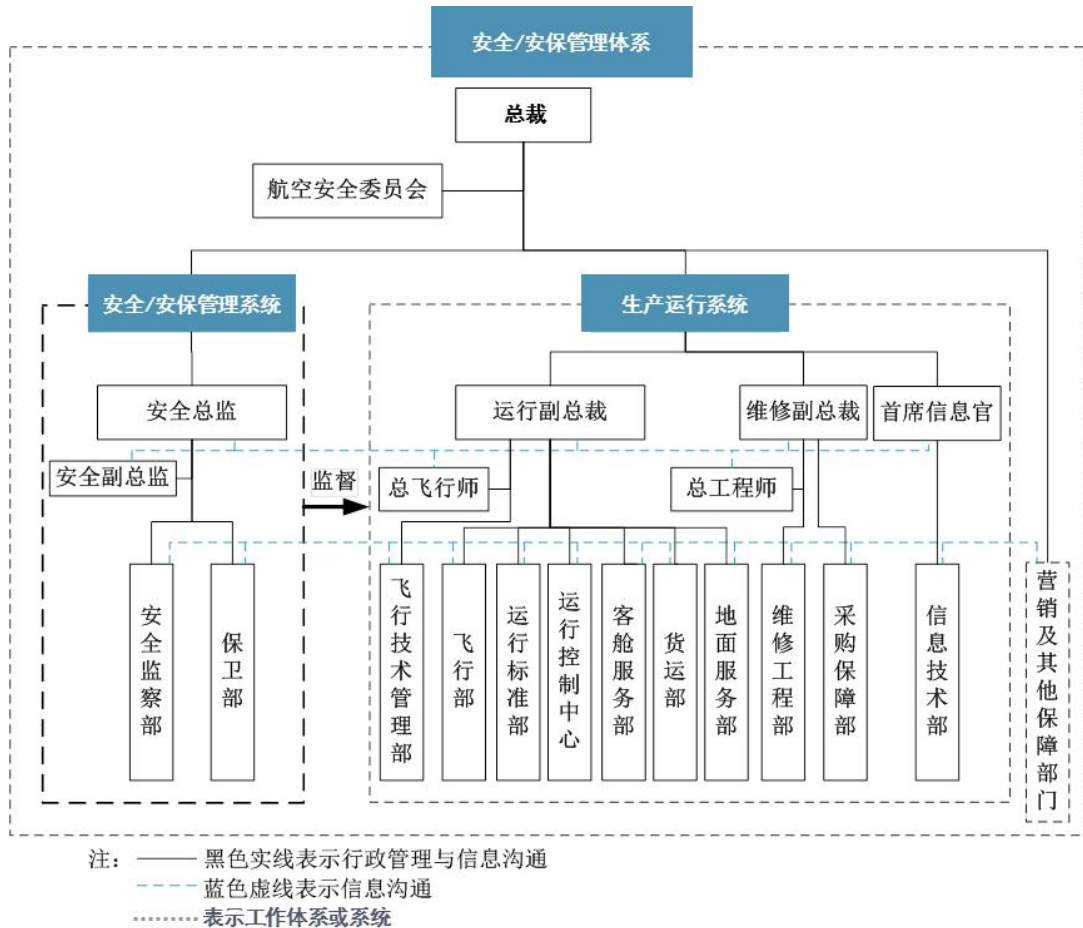 安全/安保管理体系
总裁
航空安全委员会
安全/安保管理系统
生产运行系统
安全总监
运行副总裁
维修副总裁
首席信息官
安全副总监
监督
总飞行师
总工程师
安全监察部
保卫部
飞行技术管理部
飞行部
运行标准部
运行控制中心
客舱服务部
货运部
地面服务部
维修工程部
采购保障部
信息技术部
营销及其他保障部门
注：黑色实线表示行政管理与信息沟通
蓝色虚线表示信息沟通
表示工作体系或系统